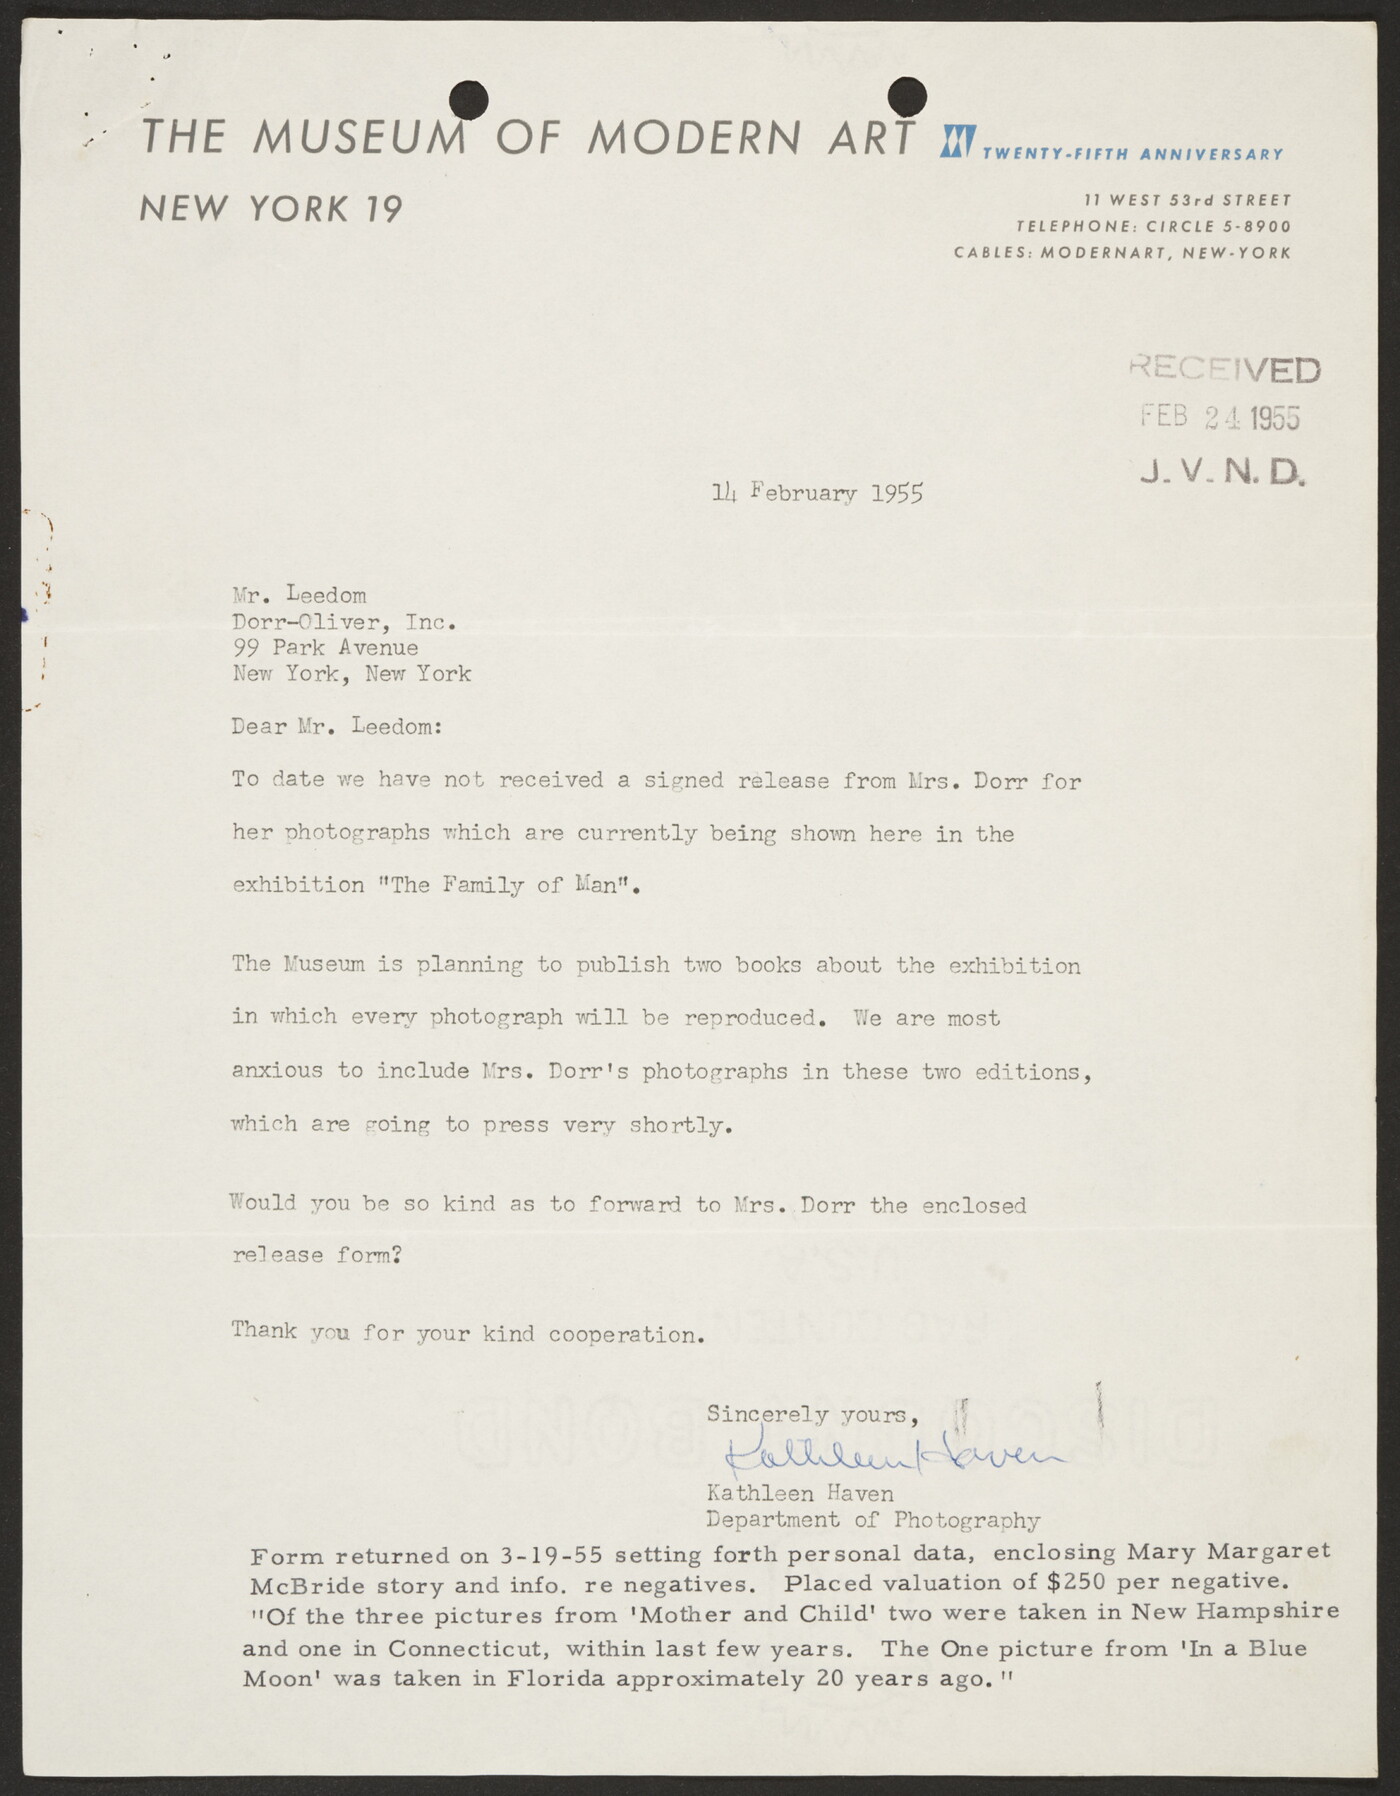 THE MUSEUM OF MODERN ART
TWENTY-FIFTH ANNIVERSARY
NEW YORK 19
11 WEST 53rd STREET
TELEPHONE: CIRCLE 5-8900
CABLES: MODERNART, NEW-YORK
RECEIVED
FEB 24 1955
J. V. N. D.
14 February 1955
Mr. Leedom
Dorr-Oliver, Inc.
99 Park Avenue
New York, New York
Dear Mr. Leedom:
To date we have not received a signed release from Mrs. Dorr for
her photographs which are currently being shown here in the
exhibition "The Family of Man".
The Museum is planning to publish two books about the exhibition
in which every photograph will be reproduced. We are most
anxious to include Mrs. Dorr's photographs in these two editions,
which are going to press very shortly.
Would you be so kind as to forward to Mrs. Dorr the enclosed
release form?
Thank you for your kind cooperation.
Sincerely yours,
Kathleen Haven
Kathleen Haven
Department of Photography
Form returned on 3-19-55 setting forth personal data, enclosing Mary Margaret
McBride story and info. re negatives. Placed valuation of $250 per negative.
"Of the three pictures from 'Mother and Child' two were taken in New Hampshire
and one in Connecticut, within last few years. The One picture from 'In a Blue
Moon' was taken in Florida approximately 20 years ago."